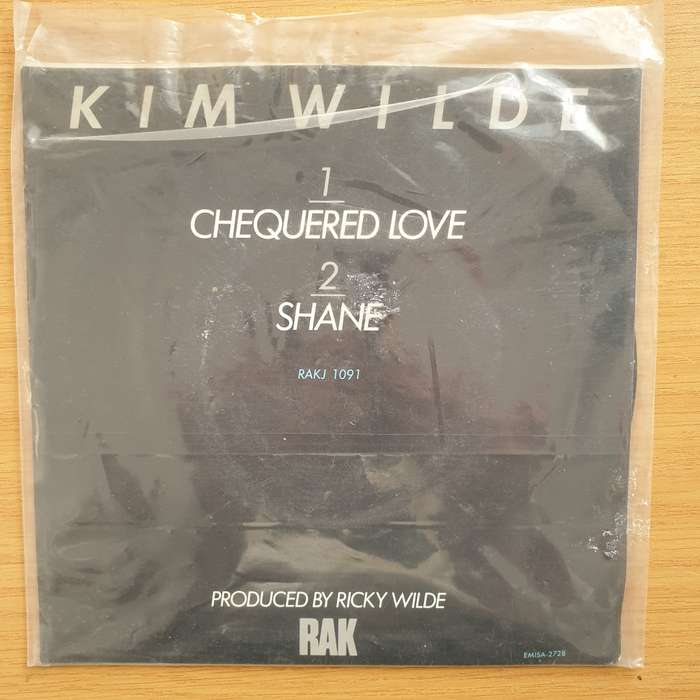 KIM WILDE
1
CHEQUERED LOVE
2
SHANE
RAKJ 1091
PRODUCED BY RICKY WILDE
RAK
EMISA-2728